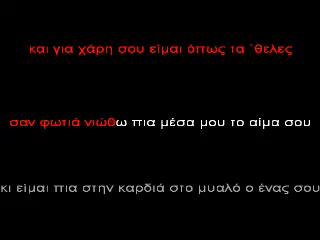 και για χάρη σου είμαι όπως τα ΄θελες
σαν φωτιά νιώθω πια μέσα μου το αίμα σου
κι είμαι πια στην καρδιά στο μυαλό ο ένας σου